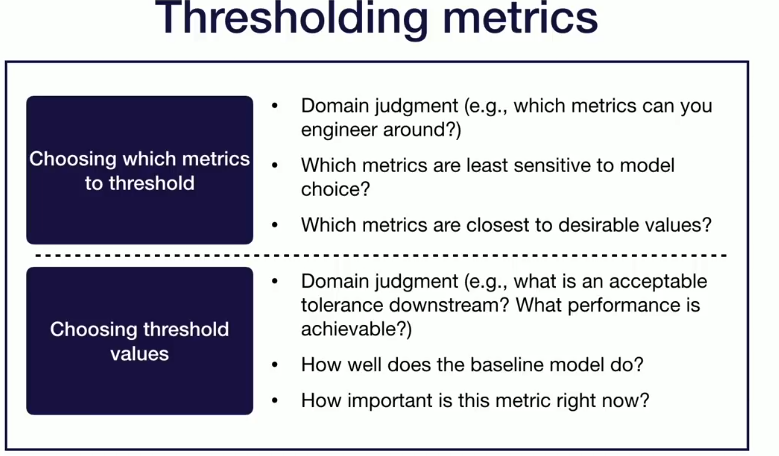 Thresholding metrics
Choosing which metrics
to threshold
• Domain judgment (e.g., which metrics can you
engineer around?)
• Which metrics are least sensitive to model
choice?
• Which metrics are closest to desirable values?
Choosing threshold
values
• Domain judgment (e.g., what is an acceptable
tolerance downstream? What performance is
achievable?)
• How well does the baseline model do?
• How important is this metric right now?